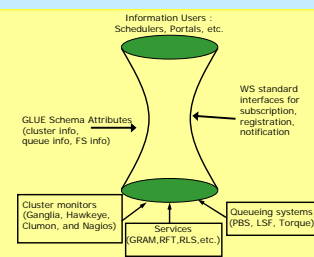 Information Users :
Schedulers, Portals, etc.
GLUE Schema Attributes
(cluster info,
queue info, FS info)
WS standard
interfaces for
subscription,
registration,
notification
Cluster monitors
(Ganglia, Hawkeye,
Clumon, and Nagios)
Services
(GRAM,RFT,RLS,etc.)
Queueing systems
(PBS, LSF, Torque)